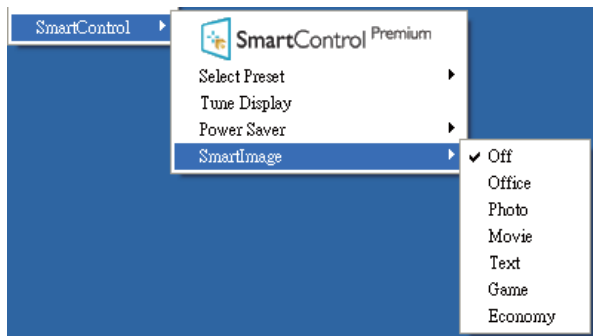 SmartControl
SmartControl Premium
Select Preset
Tune Display
Power Saver
SmartImage
Off
Office
Photo
Movie
Text
Game
Economy